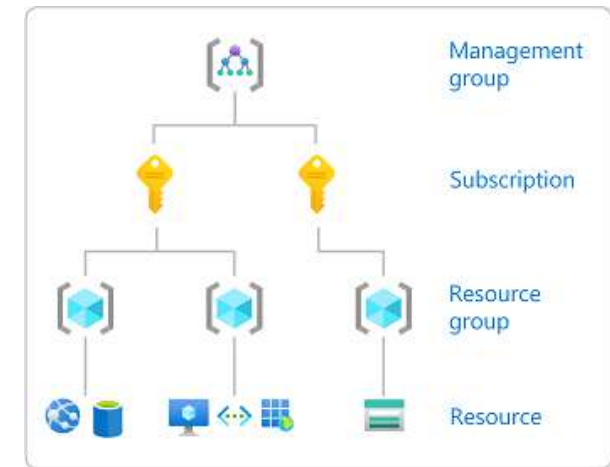 Management
group
Subscription
Resource
group
Resource